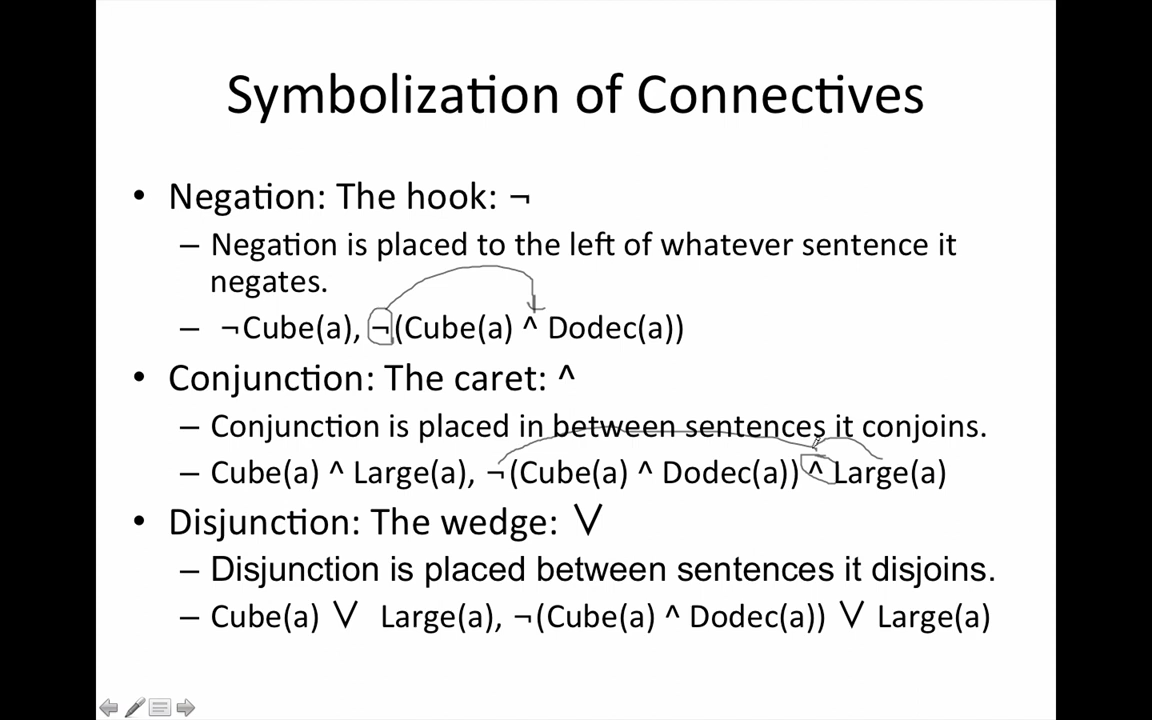 Symbolization of Connectives
• Negation: The hook: ¬
– Negation is placed to the left of whatever sentence it
negates.
– ¬Cube(a), ¬(Cube(a) ^ Dodec(a))
• Conjunction: The caret: ^
– Conjunction is placed in between sentences it conjoins.
– Cube(a) ^ Large(a), ¬(Cube(a) ^ Dodec(a)) ^ Large(a)
• Disjunction: The wedge: ∨
– Disjunction is placed between sentences it disjoins.
– Cube(a) ∨ Large(a), ¬(Cube(a) ^ Dodec(a)) ∨ Large(a)